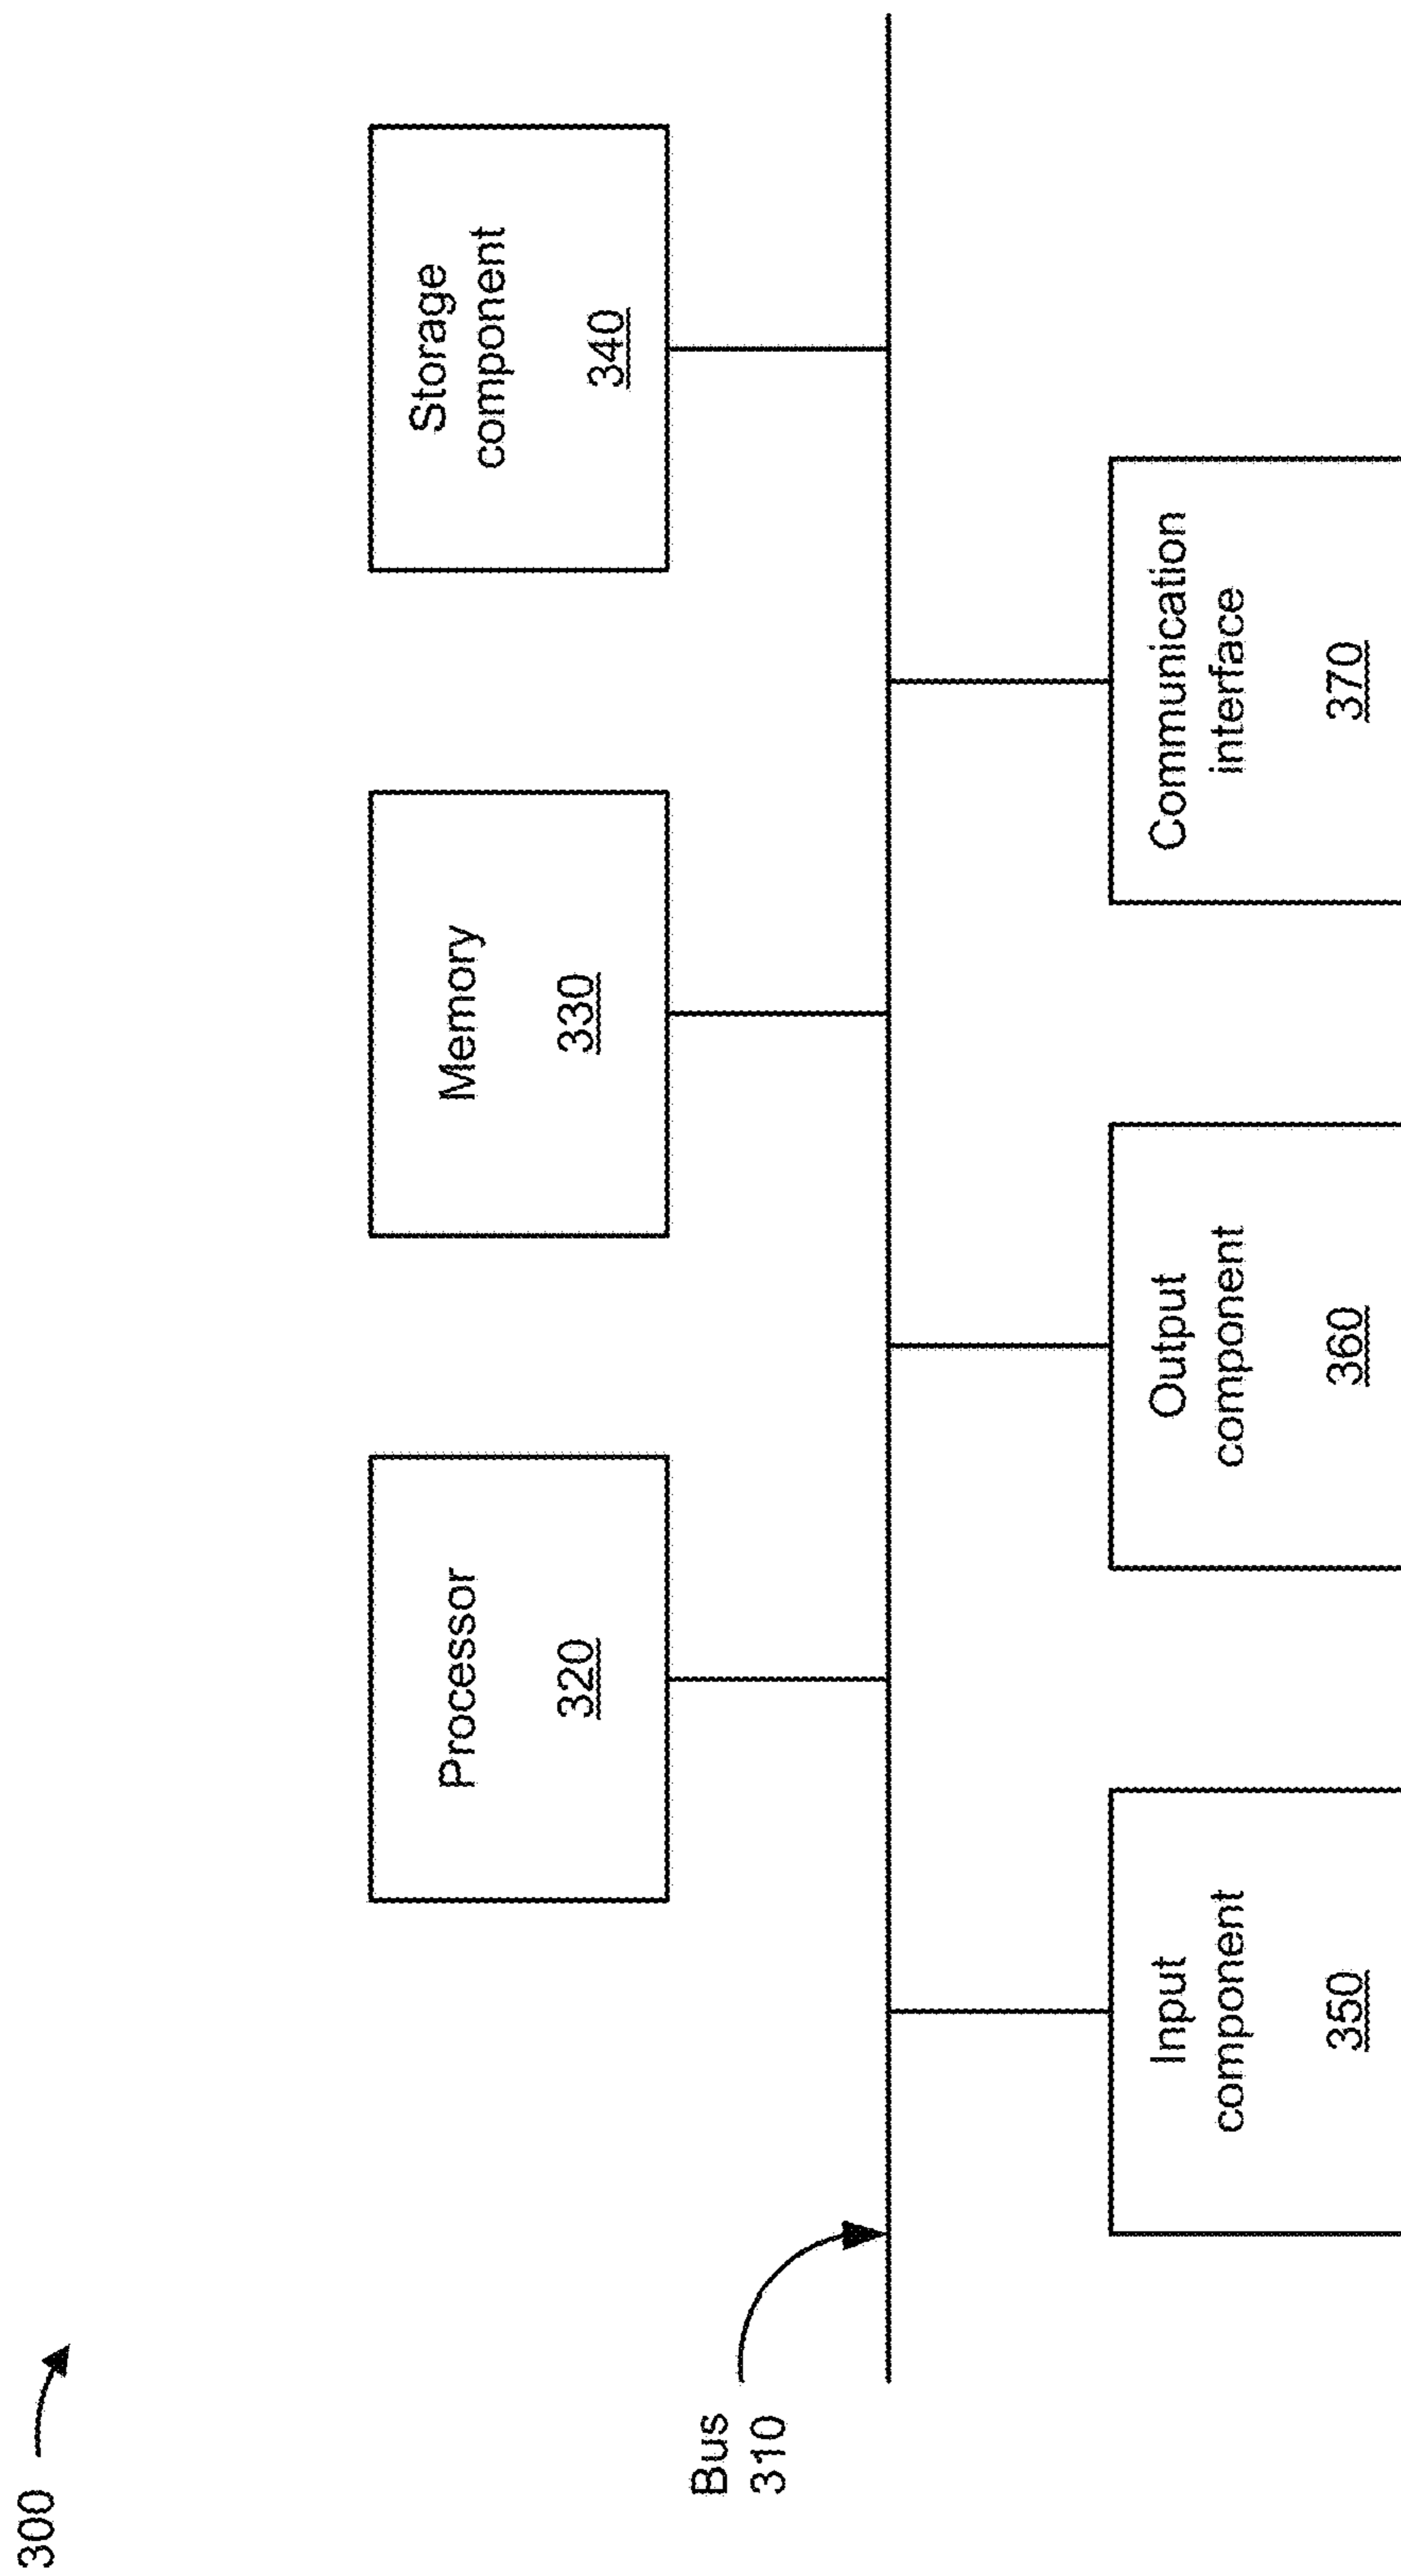 300
Processor
320
Memory
330
Storage
component
340
Bus
310
Input
component
350
Output
component
360
Communication
interface
370